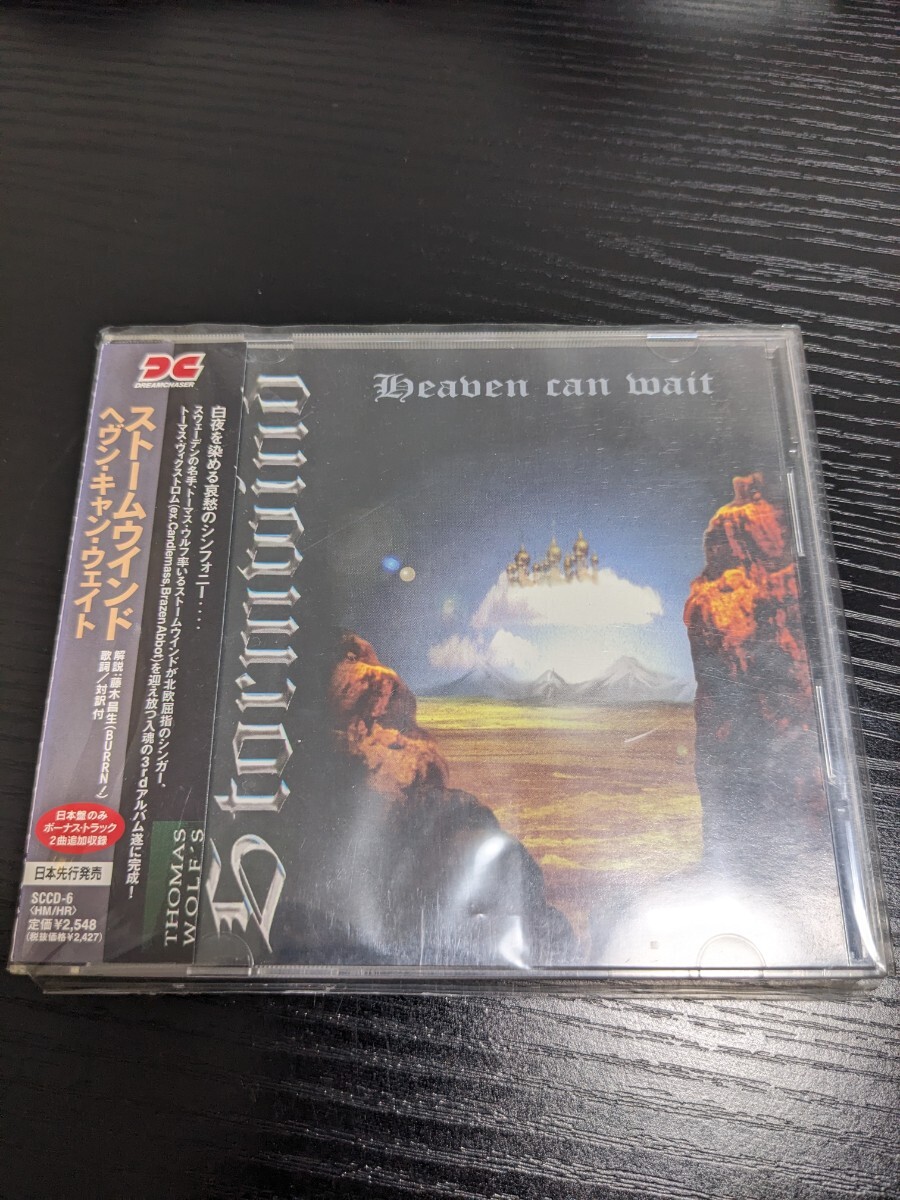 DREAMCHASER
ストームウインド
ヘヴン・キャン・ウエイト
解説:藤木昌生(BURRN!)
歌詞/対訳付
日本盤のみ
ボーナス・トラック
2曲追加収録
日本先行発売
SCCD-6
〈HM/HR〉
定価¥2,548
(税抜価格¥2,427)
白夜を染める哀愁のシンフォニー・・・・・
スウェーデンの名手、トーマス・ウルフ率いるストームウインドが北欧屈指のシンガー、
トーマス・ヴィクストロム(ex.Candlemass,Brazen Abbot)を迎え放つ入魂の3rdアルバム遂に完成!
THOMAS
WOLF'S
Stormwind
Heaven can wait